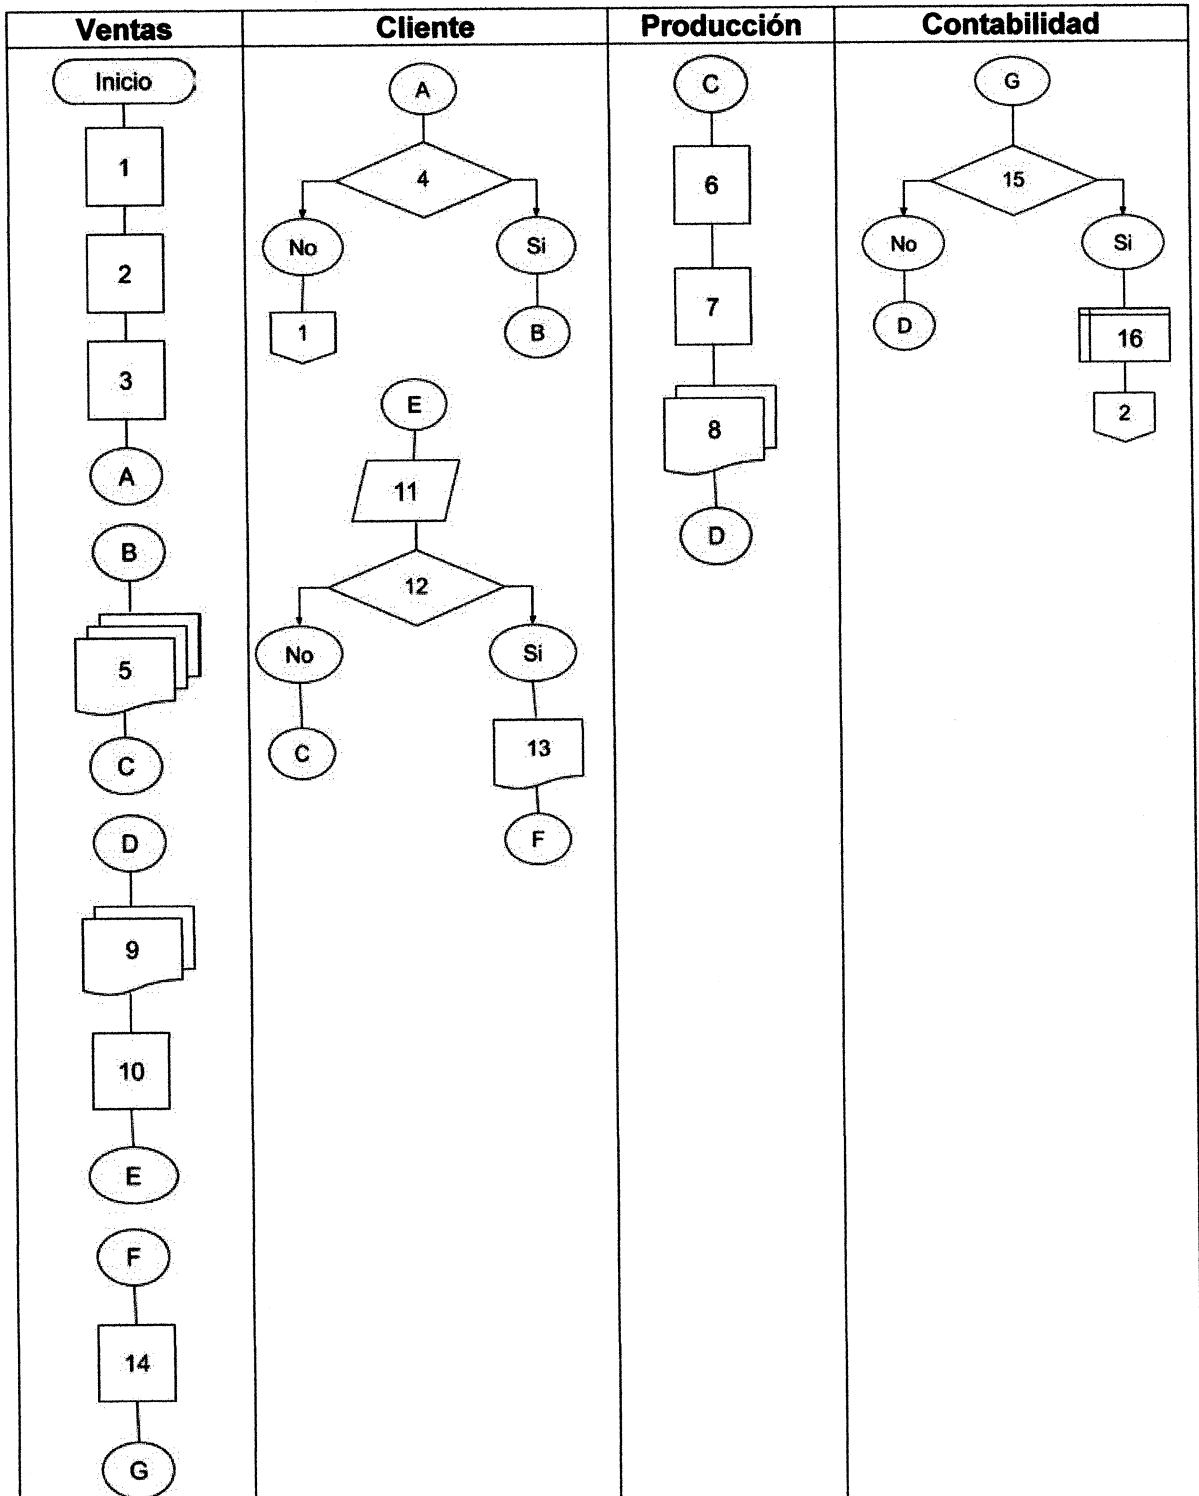 Ventas
Cliente
Producción
Contabilidad
Inicio
1
2
3
A
B
5
C
D
9
10
E
F
14
G
A
4
No
Si
1
B
E
11
12
No
Si
C
13
F
C
6
7
8
D
G
15
No
Si
D
16
2